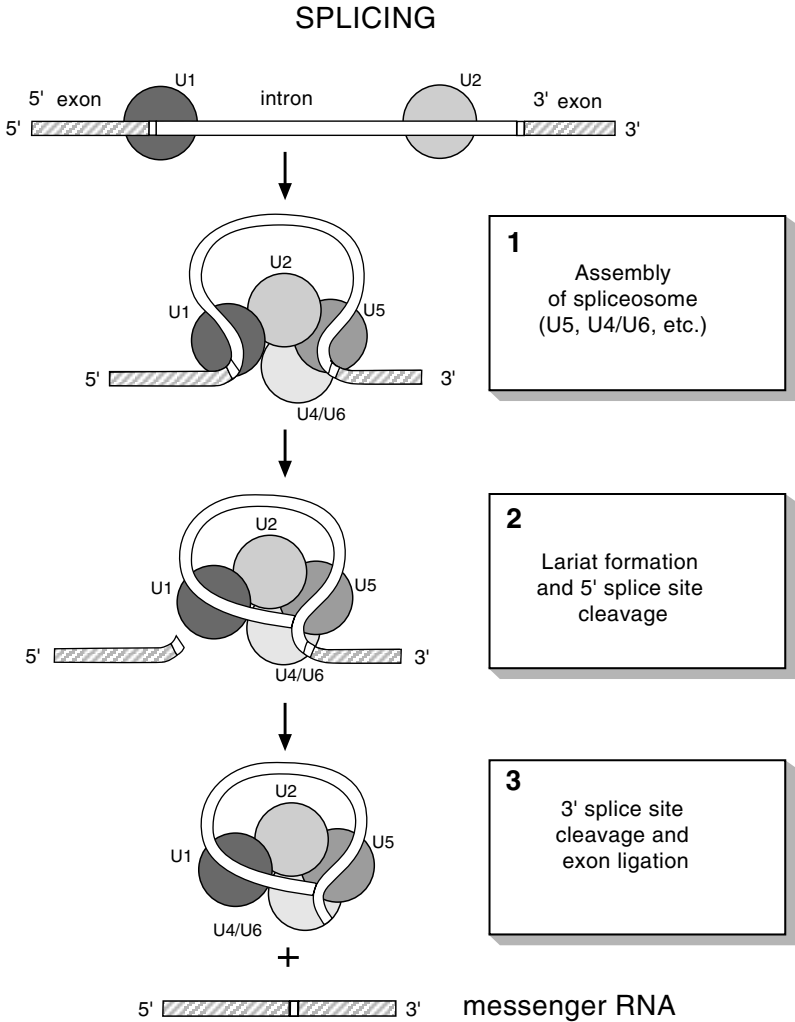 SPLICING
U1 U2
5' exon intron 3' exon
5' 3'
1
Assembly
of spliceosome
(U5, U4/U6, etc.)
U2
U1 U5
5' 3'
U4/U6
2
Lariat formation
and 5' splice site
cleavage
U2
U1 U5
5' 3'
U4/U6
3
3' splice site
cleavage and
exon ligation
U2
U1 U5
U4/U6
+
5' 3' messenger RNA